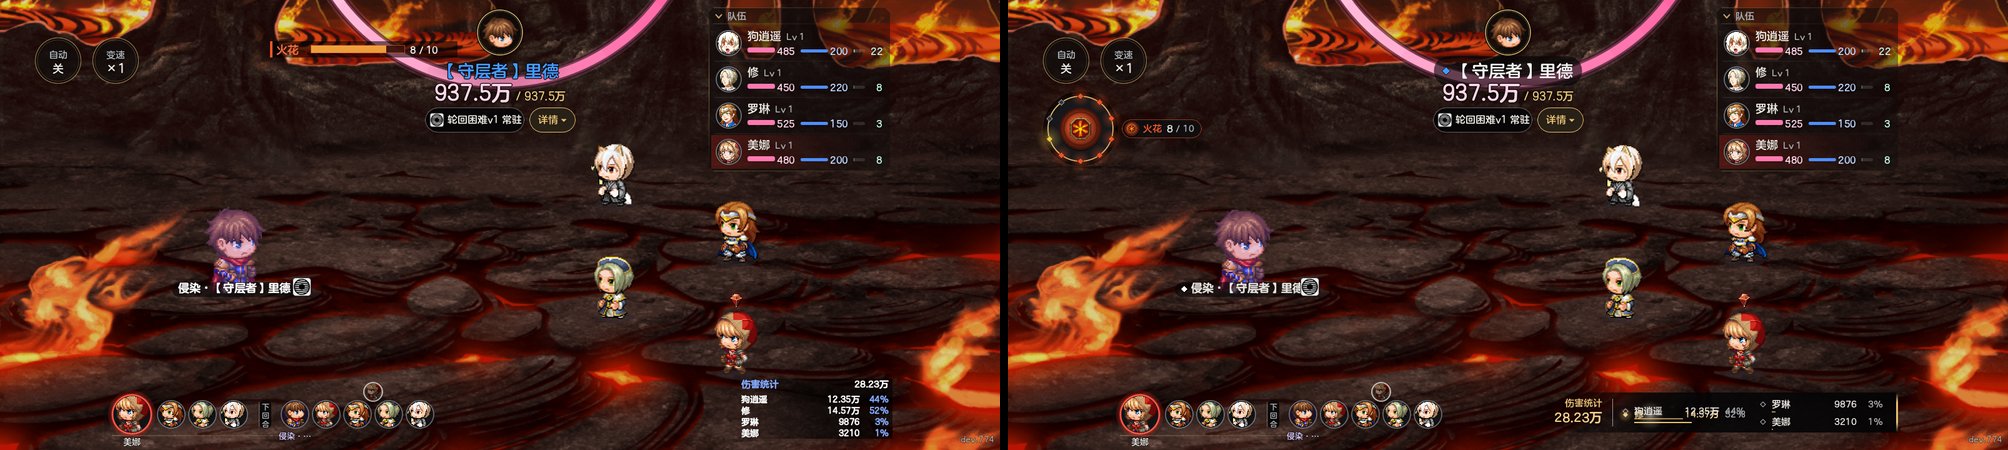 自动
关
变速
×1
火花 8 / 10
【守层者】里德
937.5万 / 937.5万
轮回困难v1 常驻
详情
队伍
狗逍遥 Lv 1
485 200 22
修 Lv 1
450 220 8
罗琳 Lv 1
525 150 3
美娜 Lv 1
480 200 8
侵染·【守层者】里德
美娜
下回合
侵染·…
伤害统计 28.23万
狗逍遥 12.35万 44%
修 14.57万 52%
罗琳 9876 3%
美娜 3210 1%
dev.774
自动
关
变速
×1
火花 8 / 10
【守层者】里德
937.5万 / 937.5万
轮回困难v1 常驻
详情
队伍
狗逍遥 Lv 1
485 200 22
修 Lv 1
450 220 8
罗琳 Lv 1
525 150 3
美娜 Lv 1
480 200 8
侵染·【守层者】里德
美娜
下回合
侵染·…
伤害统计
28.23万
狗逍遥
罗琳 9876 3%
美娜 3210 1%
dev.774